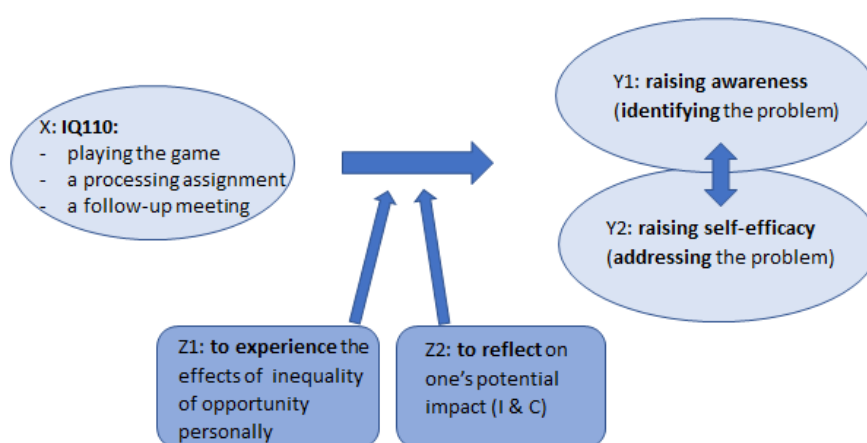 X: IQ110:
- playing the game
- a processing assignment
- a follow-up meeting
Y1: raising awareness
(identifying the problem)
Y2: raising self-efficacy
(addressing the problem)
Z1: to experience the
effects of inequality
of opportunity
personally
Z2: to reflect on
one's potential
impact (I & C)